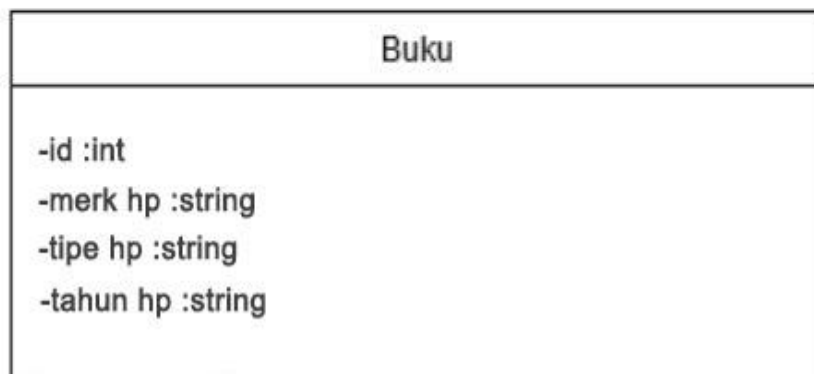 Buku
-id :int
-merk hp :string
-tipe hp :string
-tahun hp :string